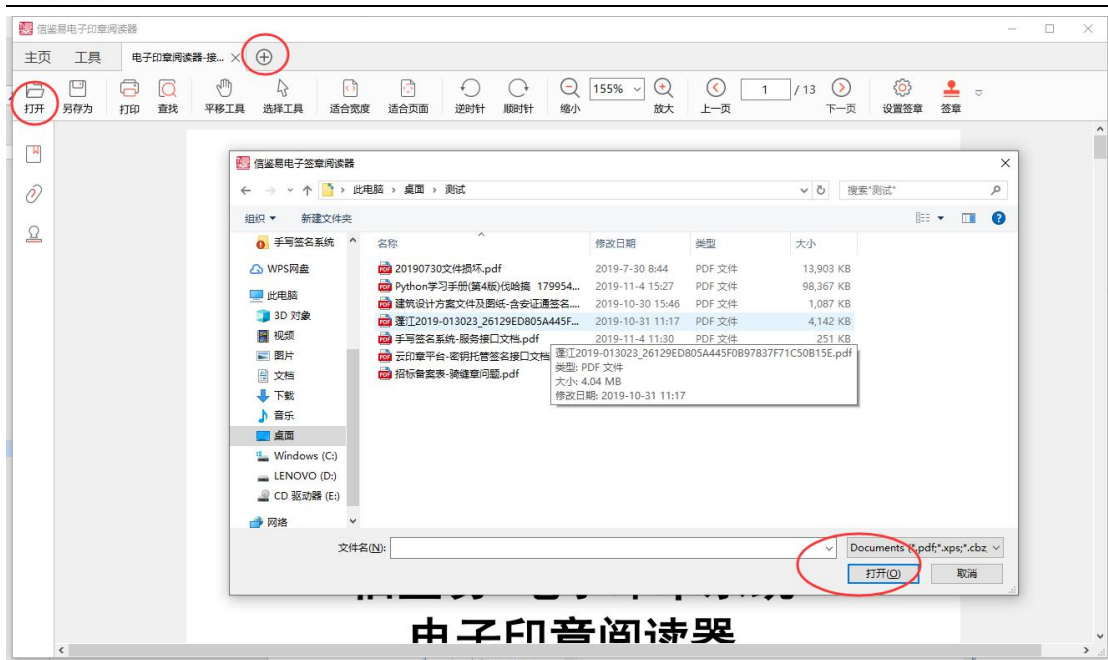 信鉴易电子印章阅读器
主页 工具 电子印章阅读器-接... ×
打开 另存为 打印 查找 平移工具 选择工具 适合宽度 适合页面 逆时针 顺时针 缩小 155% 放大 上一页 1 / 13 下一页 设置签章 签章
信鉴易电子签章阅读器
此电脑 › 桌面 › 测试 搜索"测试"
组织 新建文件夹
手写签名系统
WPS网盘
此电脑
3D 对象
视频
图片
文档
下载
音乐
桌面
Windows (C:)
LENOVO (D:)
CD 驱动器 (E:)
网络
名称 修改日期 类型 大小
20190730文件损坏.pdf 2019-7-30 8:44 PDF 文件 13,903 KB
Python学习手册(第4板)伐哈摘 179954... 2019-11-4 15:27 PDF 文件 98,367 KB
建筑设计方案文件及图纸-含安证通签名.... 2019-10-30 15:46 PDF 文件 1,087 KB
蓬江2019-013023_26129ED805A445F... 2019-10-31 11:17 PDF 文件 4,142 KB
手写签名系统-服务接口文档.pdf 2019-11-4 11:30 PDF 文件 251 KB
云印章平台-密钥托管签名接口文档
招标备案表-骑缝章问题.pdf
蓬江2019-013023_26129ED805A445F0B97837F71C50B15E.pdf
类型: PDF 文件
大小: 4.04 MB
修改日期: 2019-10-31 11:17
文件名(N): Documents (*.pdf;*.xps;*.cbz
打开(O) 取消
电子印章阅读器